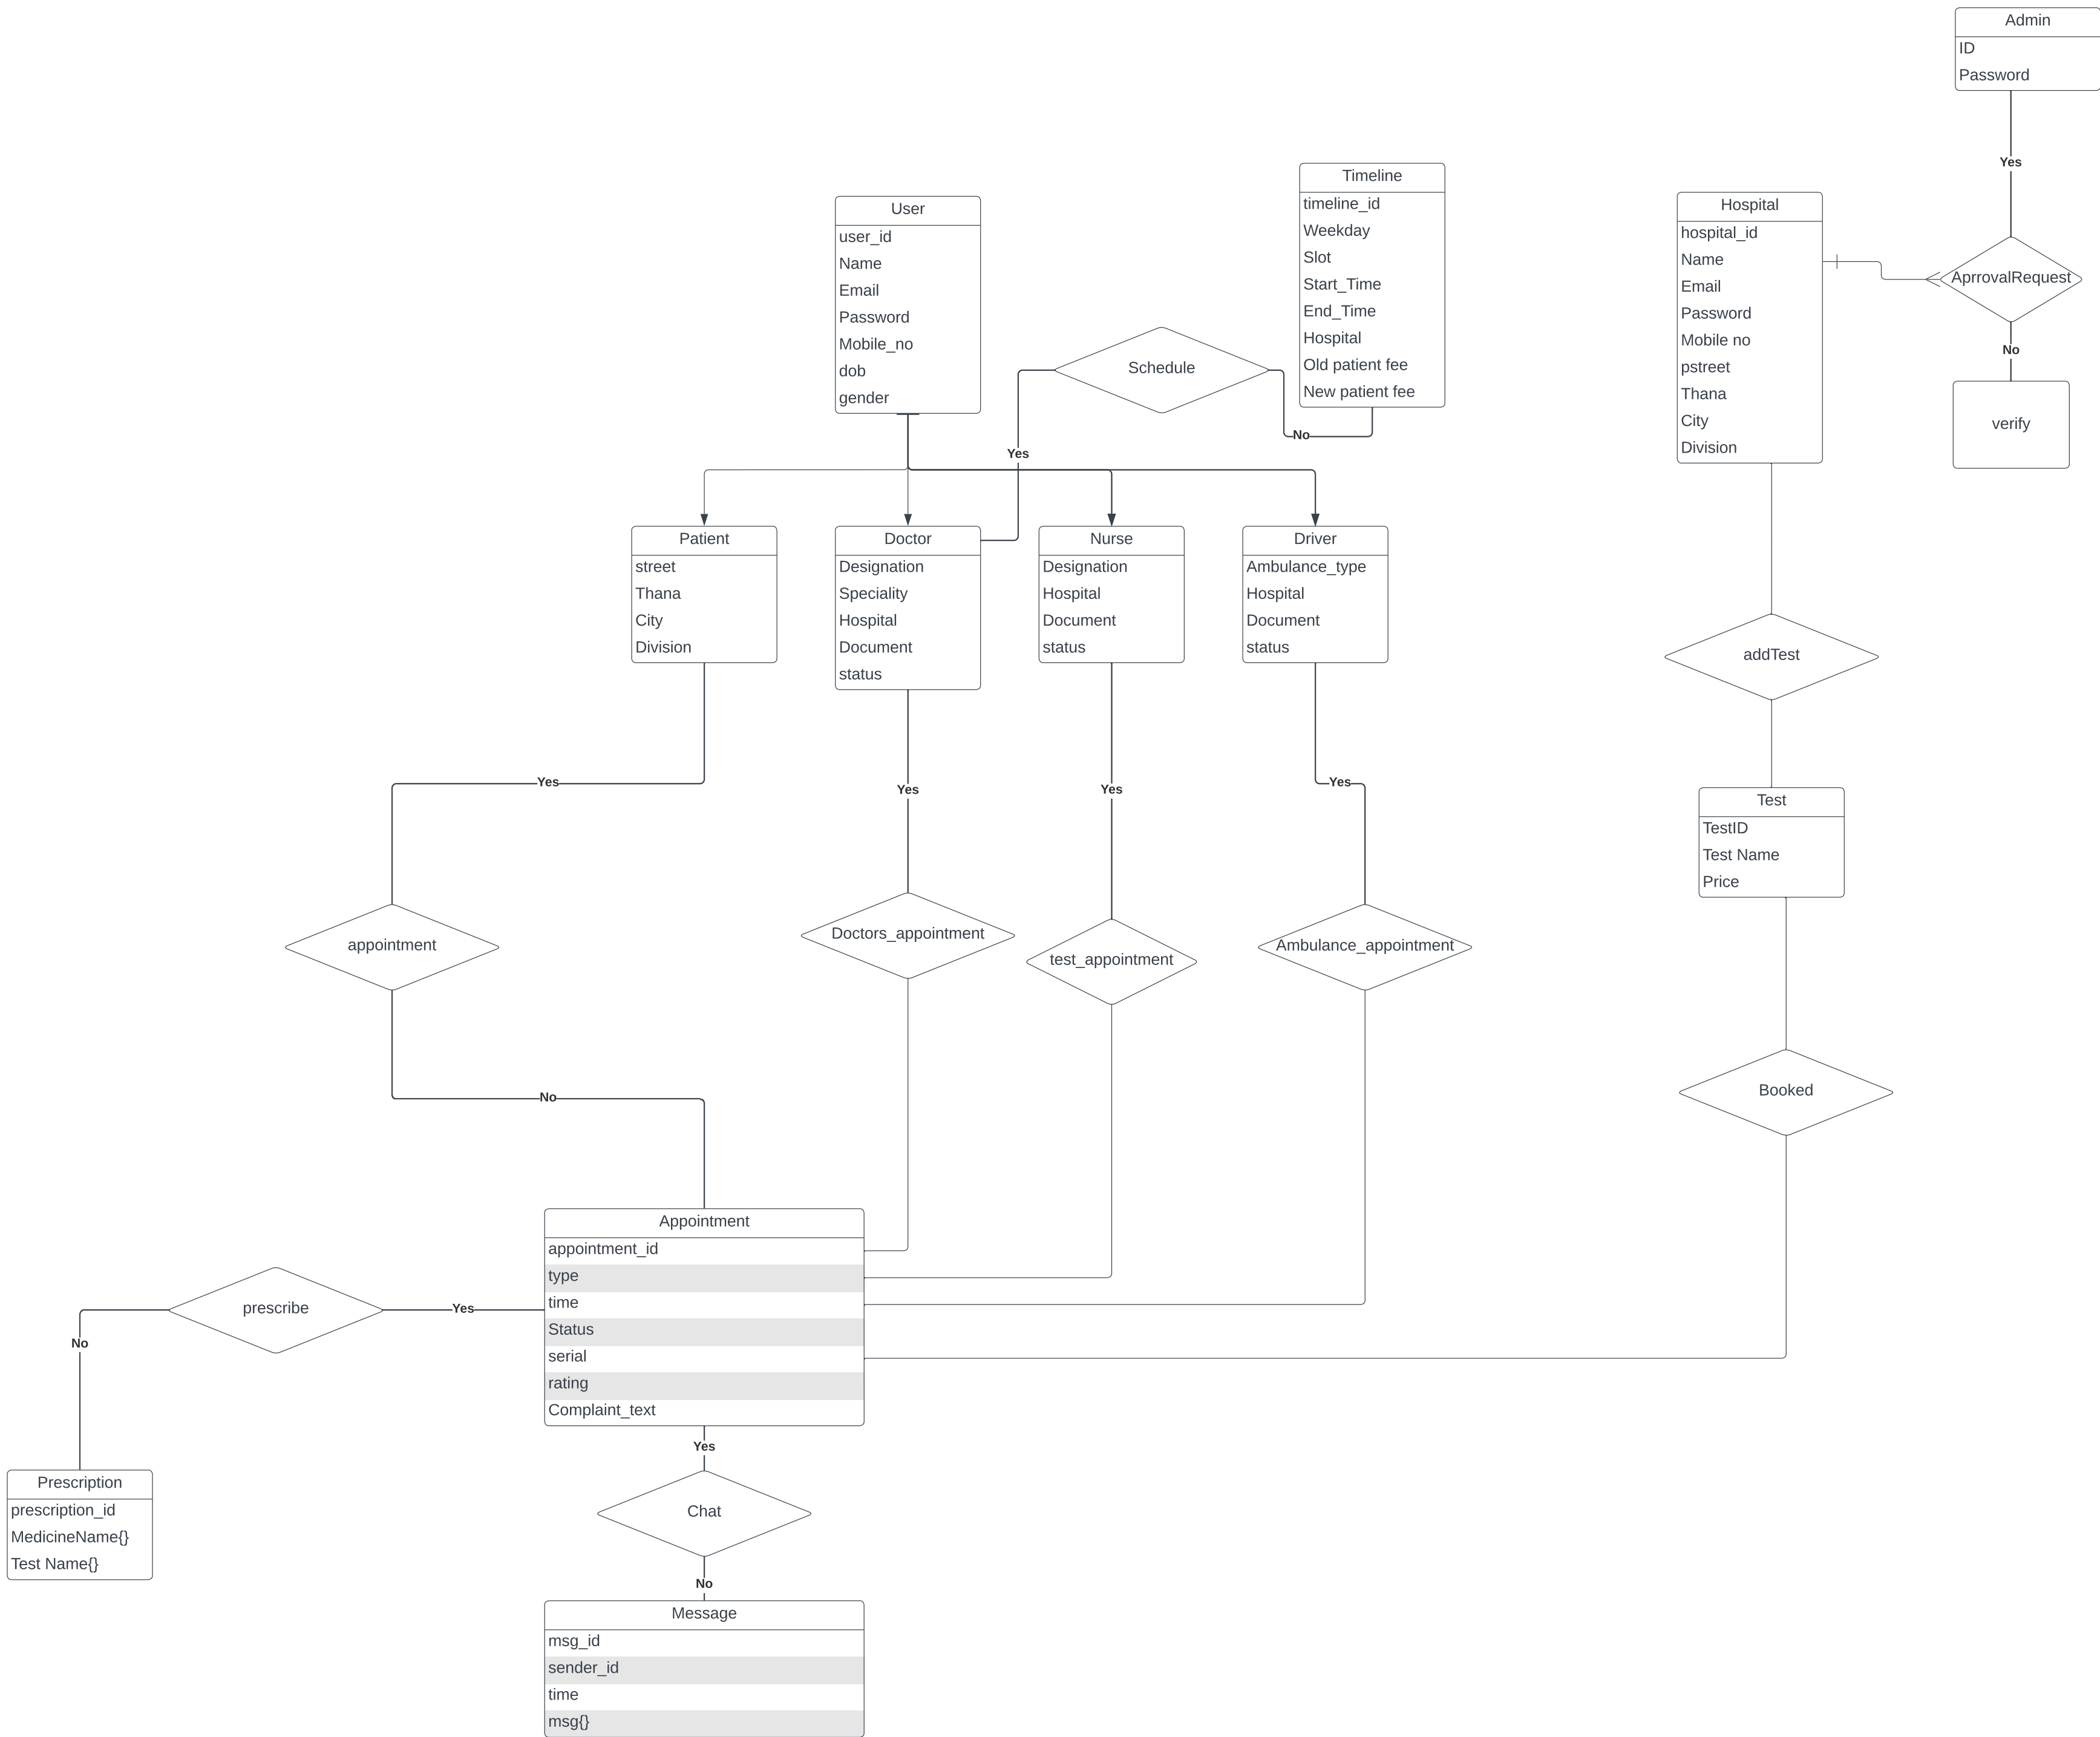 Admin
ID
Password
Yes
AprrovalRequest
No
verify
Hospital
hospital_id
Name
Email
Password
Mobile no
pstreet
Thana
City
Division
Timeline
timeline_id
Weekday
Slot
Start_Time
End_Time
Hospital
Old patient fee
New patient fee
No
Schedule
Yes
User
user_id
Name
Email
Password
Mobile_no
dob
gender
Patient
street
Thana
City
Division
Doctor
Designation
Speciality
Hospital
Document
status
Nurse
Designation
Hospital
Document
status
Driver
Ambulance_type
Hospital
Document
status
addTest
Test
TestID
Test Name
Price
Yes
Yes
Yes
Yes
appointment
Doctors_appointment
test_appointment
Ambulance_appointment
Booked
No
Appointment
appointment_id
type
time
Status
serial
rating
Complaint_text
Yes
prescribe
No
Prescription
prescription_id
MedicineName{}
Test Name{}
Yes
Chat
No
Message
msg_id
sender_id
time
msg{}